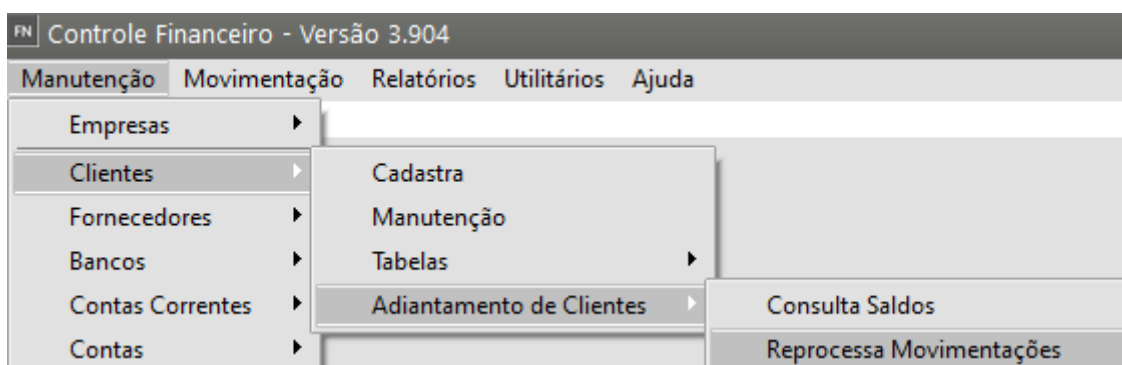 FN Controle Financeiro - Versão 3.904
Manutenção Movimentação Relatórios Utilitários Ajuda
Empresas
Clientes Cadastra
Fornecedores Manutenção
Bancos Tabelas
Contas Correntes Adiantamento de Clientes Consulta Saldos
Contas Reprocessa Movimentações